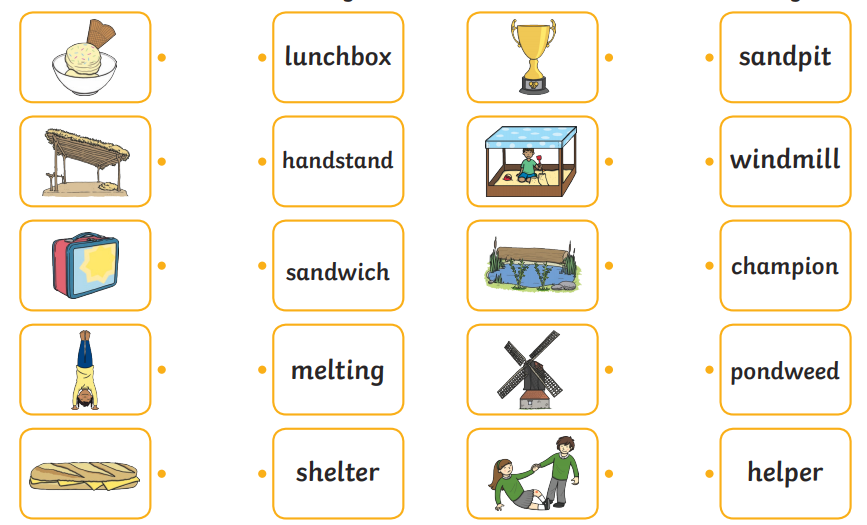 lunchbox
handstand
sandwich
melting
shelter
sandpit
windmill
champion
pondweed
helper